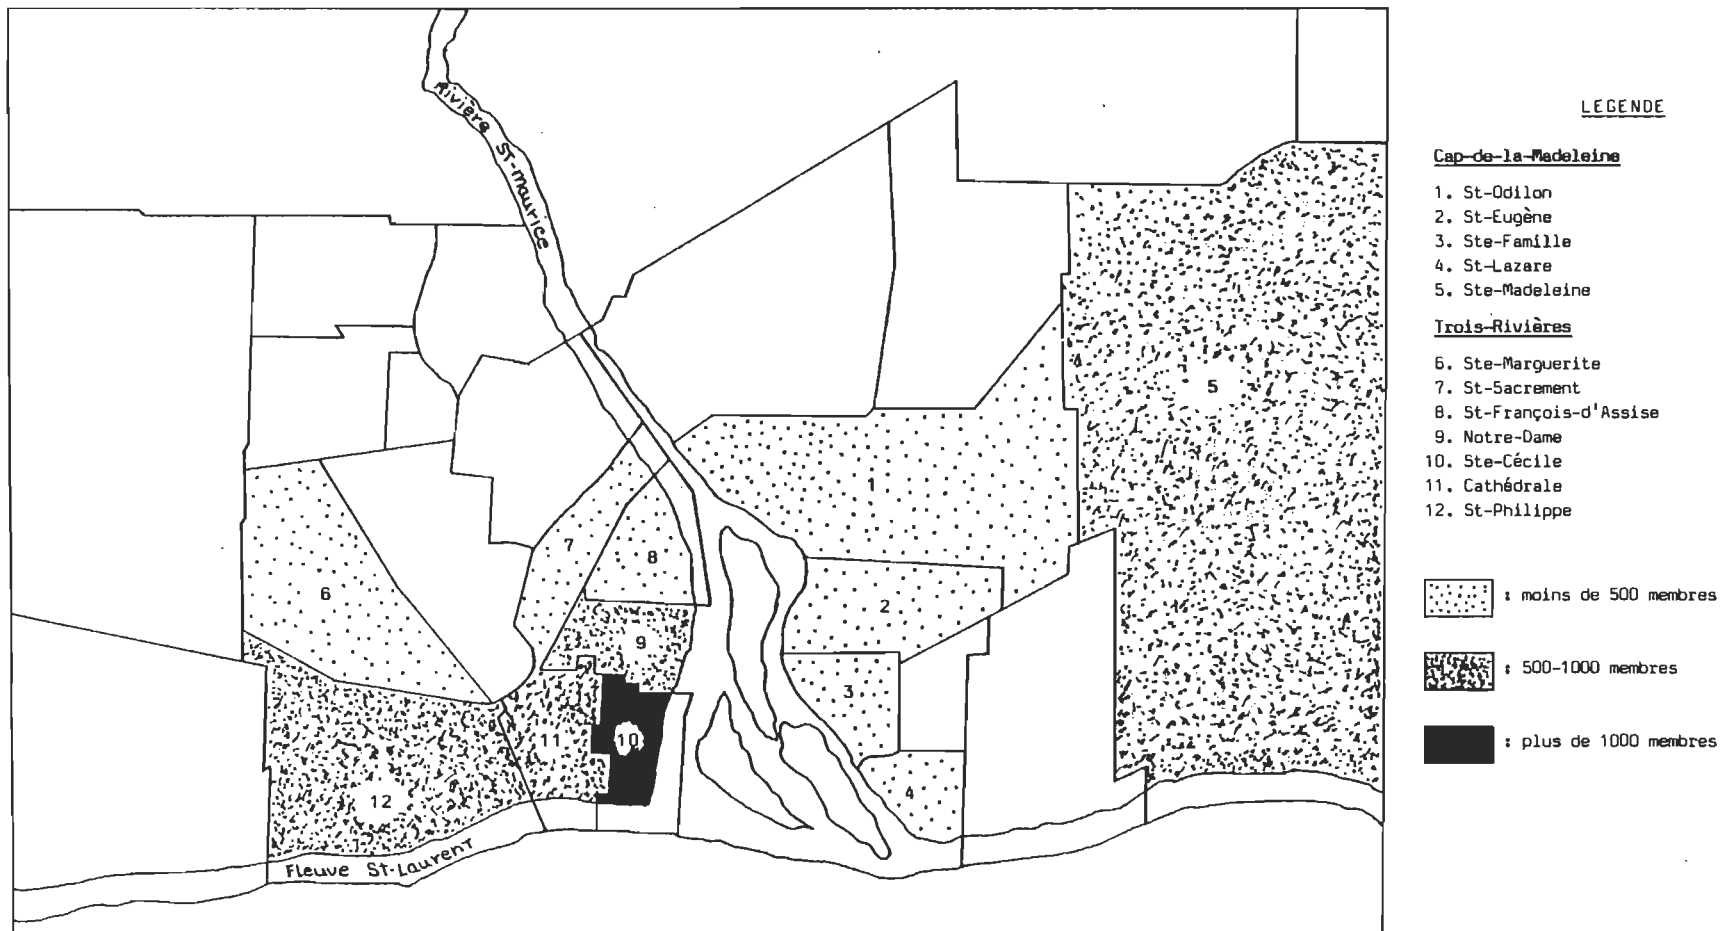 Rivière St-Maurice
5
1
7
8
6
2
9
3
11
10
12
4
Fleuve St-Laurent
LEGENDE
Cap-de-la-Madeleine
1. St-Odilon
2. St-Eugène
3. Ste-Famille
4. St-Lazare
5. Ste-Madeleine
Trois-Rivières
6. Ste-Marguerite
7. St-Sacrement
8. St-François-d'Assise
9. Notre-Dame
10. Ste-Cécile
11. Cathédrale
12. St-Philippe
: moins de 500 membres
: 500-1000 membres
: plus de 1000 membres